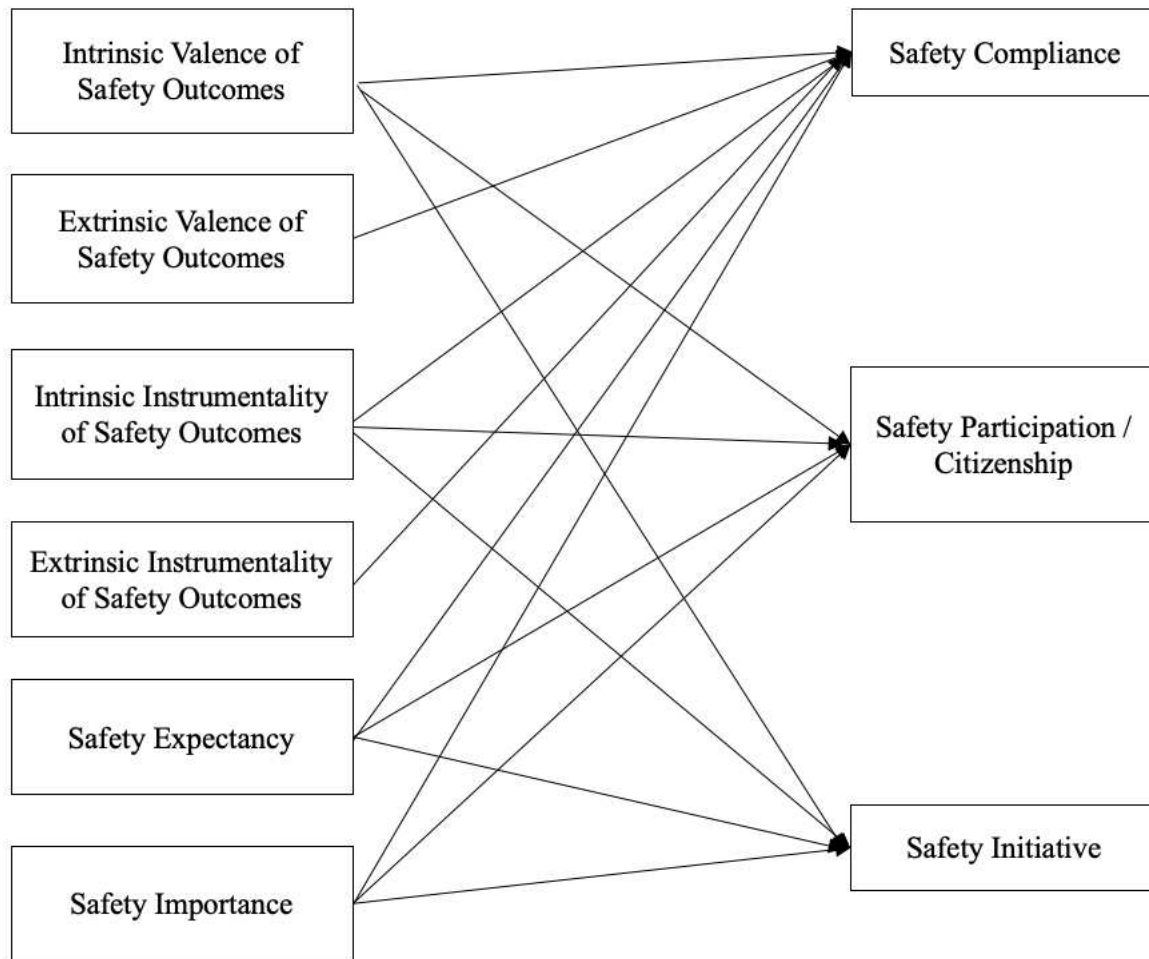 Intrinsic Valence of
Safety Outcomes
Extrinsic Valence of
Safety Outcomes
Intrinsic Instrumentality
of Safety Outcomes
Extrinsic Instrumentality
of Safety Outcomes
Safety Expectancy
Safety Importance
Safety Compliance
Safety Participation /
Citizenship
Safety Initiative